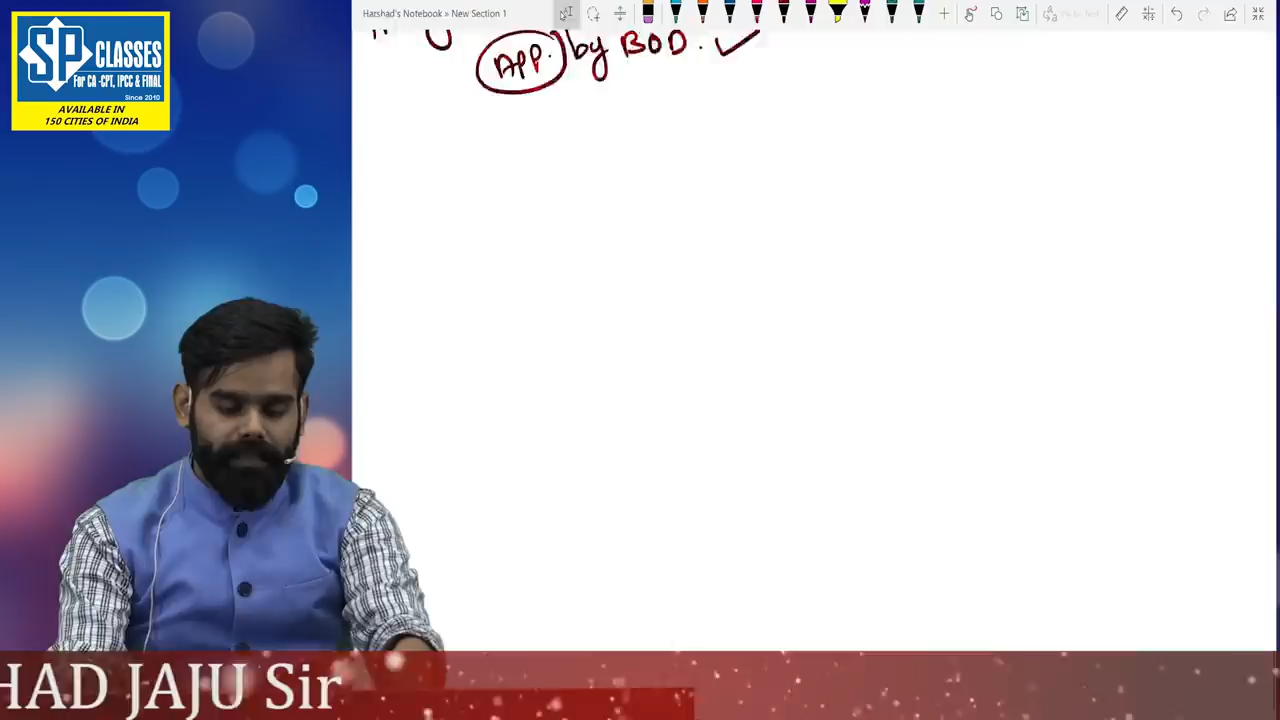 SP CLASSES
For CA -CPT, IPCC & FINAL
Since 2010
AVAILABLE IN
150 CITIES OF INDIA
Harshad's Notebook » New Section 1
App. by BOD.
HAD JAJU Sir